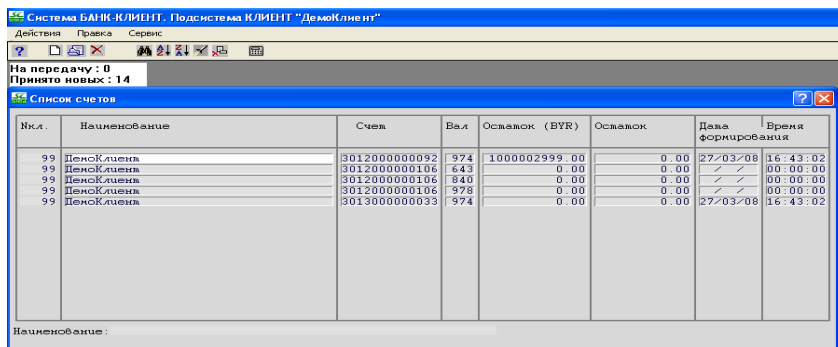 Система БАНК-КЛИЕНТ. Подсистема КЛИЕНТ "ДемоКлиент"
Действия Правка Сервис
На передачу : 0
Принято новых : 14
Список счетов
Nкл. Наименование Счет Вал Остаток (BYR) Остаток Дата Время
формирования
99 ДемоКлиент 3012000000092 974 1000002999.00 0.00 27/03/08 16:43:02
99 ДемоКлиент 3012000000106 643 0.00 0.00 / / 00:00:00
99 ДемоКлиент 3012000000106 840 0.00 0.00 / / 00:00:00
99 ДемоКлиент 3012000000106 978 0.00 0.00 / / 00:00:00
99 ДемоКлиент 3013000000033 974 0.00 0.00 27/03/08 16:43:02
Наименование: